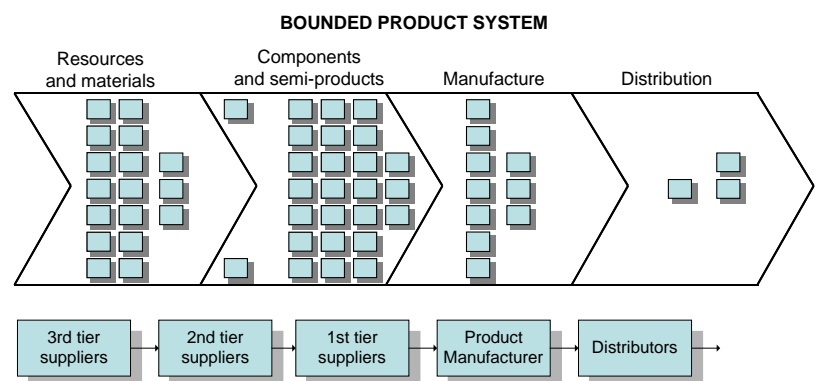 BOUNDED PRODUCT SYSTEM
Resources
and materials
Components
and semi-products
Manufacture
Distribution
3rd tier
suppliers
2nd tier
suppliers
1st tier
suppliers
Product
Manufacturer
Distributors